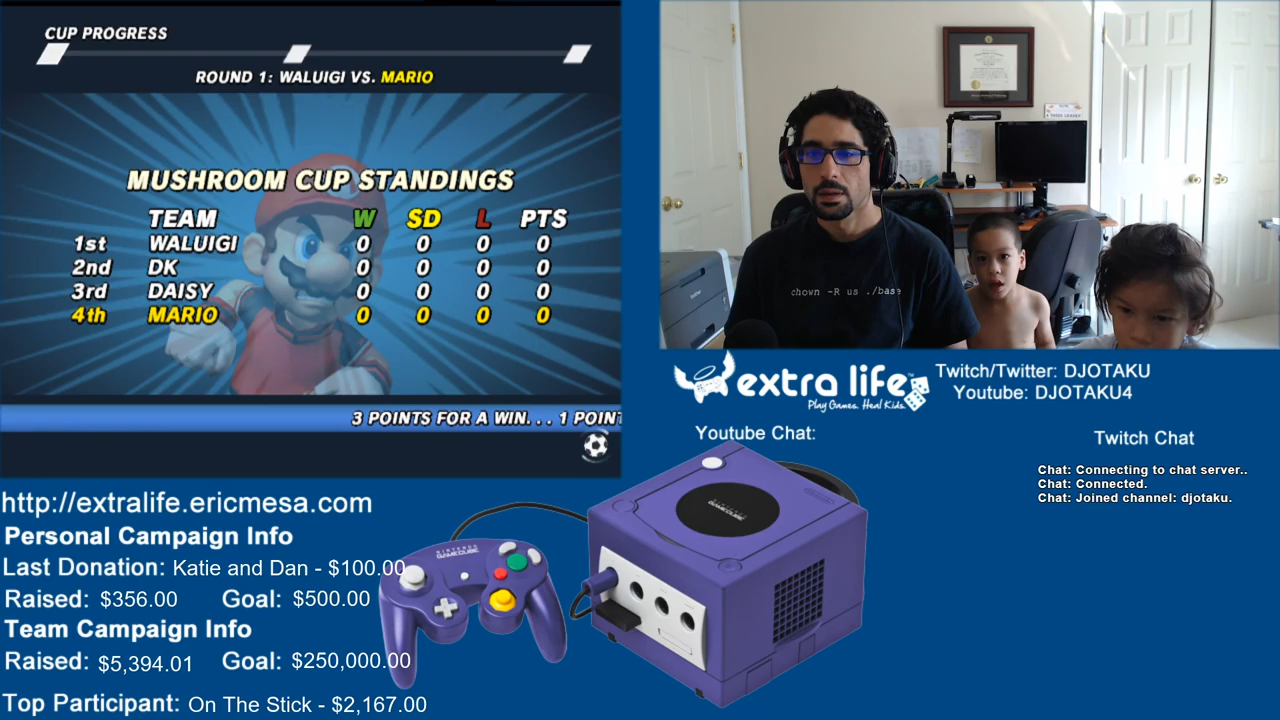 CUP PROGRESS
ROUND 1: WALUIGI VS. MARIO
MUSHROOM CUP STANDINGS
TEAM W SD L PTS
1st WALUIGI 0 0 0 0
2nd DK 0 0 0 0
3rd DAISY 0 0 0 0
4th MARIO 0 0 0 0
3 POINTS FOR A WIN. . . 1 POINT
chown -R us ./base
extra life
Play Games. Heal Kids.
Twitch/Twitter: DJOTAKU
Youtube: DJOTAKU4
Youtube Chat:
Twitch Chat
Chat: Connecting to chat server..
Chat: Connected.
Chat: Joined channel: djotaku.
http://extralife.ericmesa.com
Personal Campaign Info
Last Donation: Katie and Dan - $100.00
Raised: $356.00 Goal: $500.00
Team Campaign Info
Raised: $5,394.01 Goal: $250,000.00
Top Participant: On The Stick - $2,167.00
NINTENDO
GAMECUBE
NINTENDO
GAMECUBE